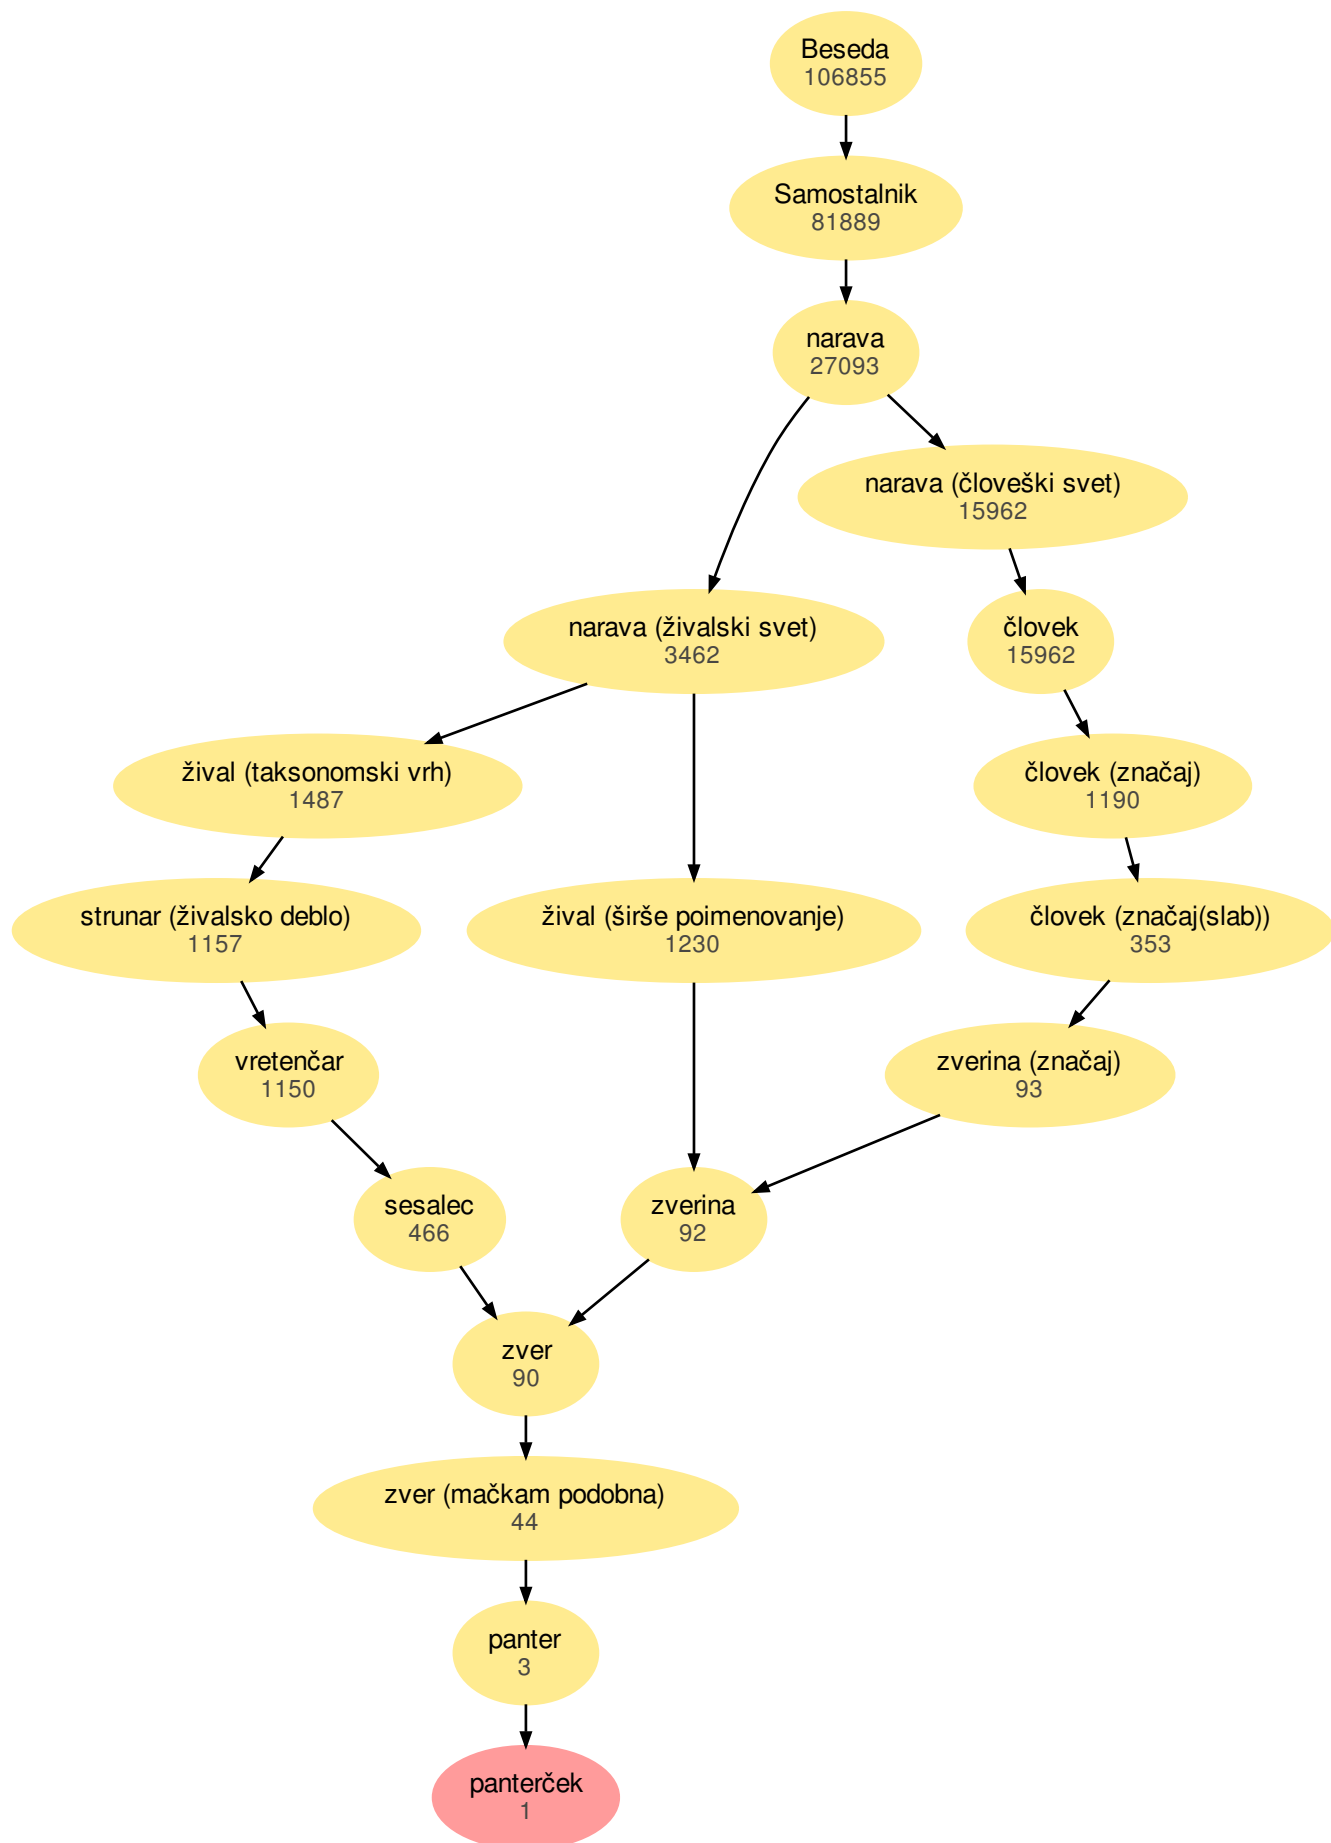 Beseda
106855
Samostalnik
81889
narava
27093
narava (človeški svet)
15962
narava (živalski svet)
3462
človek
15962
žival (taksonomski vrh)
1487
človek (značaj)
1190
strunar (živalsko deblo)
1157
žival (širše poimenovanje)
1230
človek (značaj(slab))
353
vretenčar
1150
zverina (značaj)
93
sesalec
466
zverina
92
zver
90
zver (mačkam podobna)
44
panter
3
panterček
1